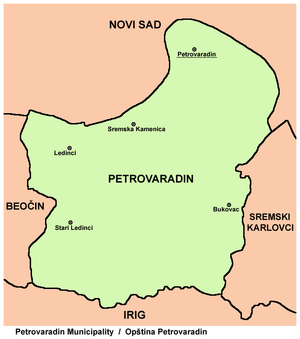 NOVI SAD
Petrovaradin
Sremska Kamenica
Ledinci
PETROVARADIN
BEOČIN
Bukovac
SREMSKI
KARLOVCI
Stari Ledinci
IRIG
Petrovaradin Municipality / Opština Petrovaradin